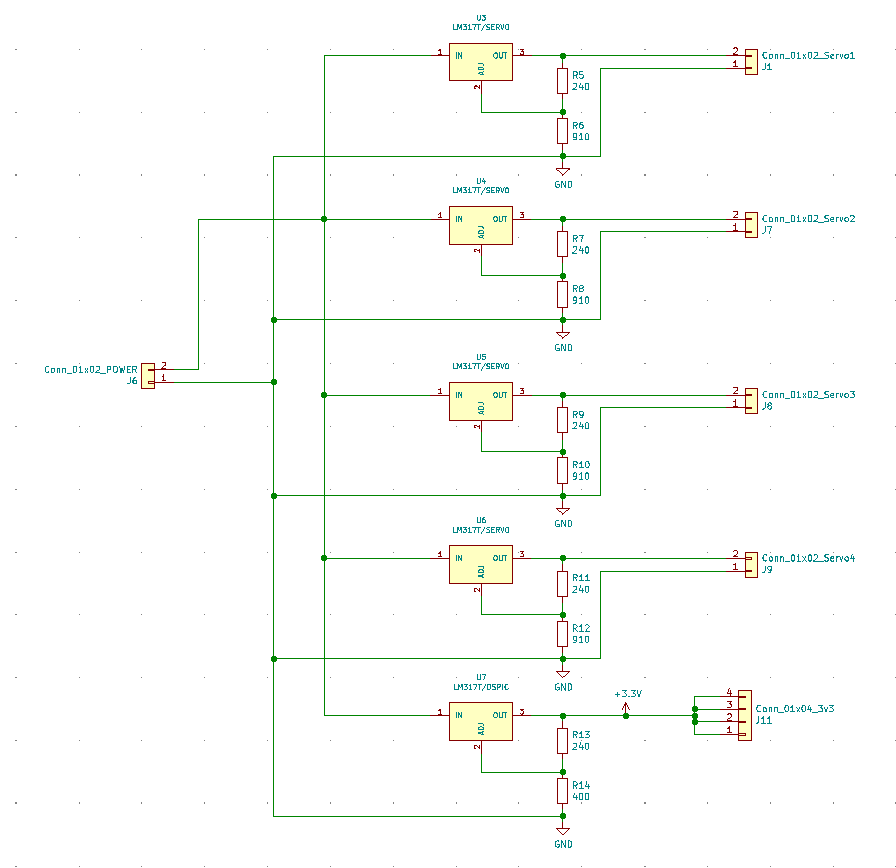 U3
LM317T/SERVO
1 IN OUT 3
ADJ
2
R5
240
R6
910
GND
2 Conn_01x02_Servo1
1 J1
U4
LM317T/SERVO
1 IN OUT 3
ADJ
2
R7
240
R8
910
GND
2 Conn_01x02_Servo2
1 J7
Conn_01x02_POWER 2
J6 1
U5
LM317T/SERVO
1 IN OUT 3
ADJ
2
R9
240
R10
910
GND
2 Conn_01x02_Servo3
1 J8
U6
LM317T/SERVO
1 IN OUT 3
ADJ
2
R11
240
R12
910
GND
2 Conn_01x02_Servo4
1 J9
U7
LM317T/DSPIC
1 IN OUT 3
ADJ
2
R13
240
R14
400
GND
+3.3V
4
3 Conn_01x04_3v3
2 J11
1